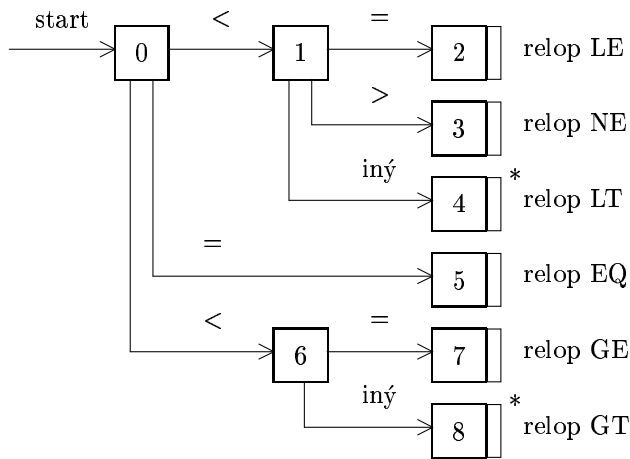 start
0 < 1 = 2 relop LE
> 3 relop NE
iný 4 * relop LT
= 5 relop EQ
< 6 = 7 relop GE
iný 8 * relop GT